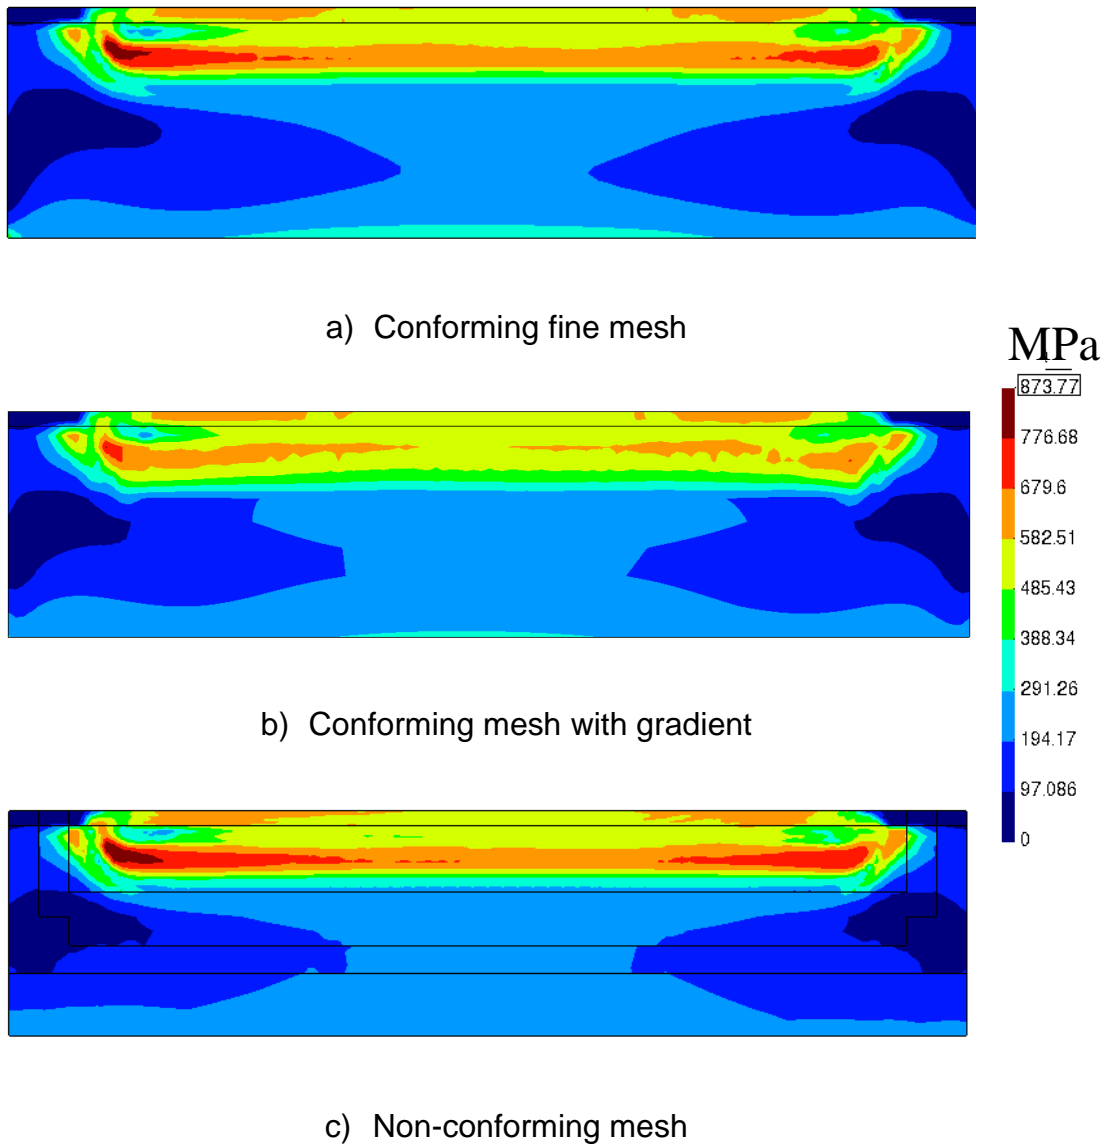 a) Conforming fine mesh
MPa
873.77
776.68
679.6
582.51
485.43
388.34
291.26
194.17
97.086
0
b) Conforming mesh with gradient
c) Non-conforming mesh